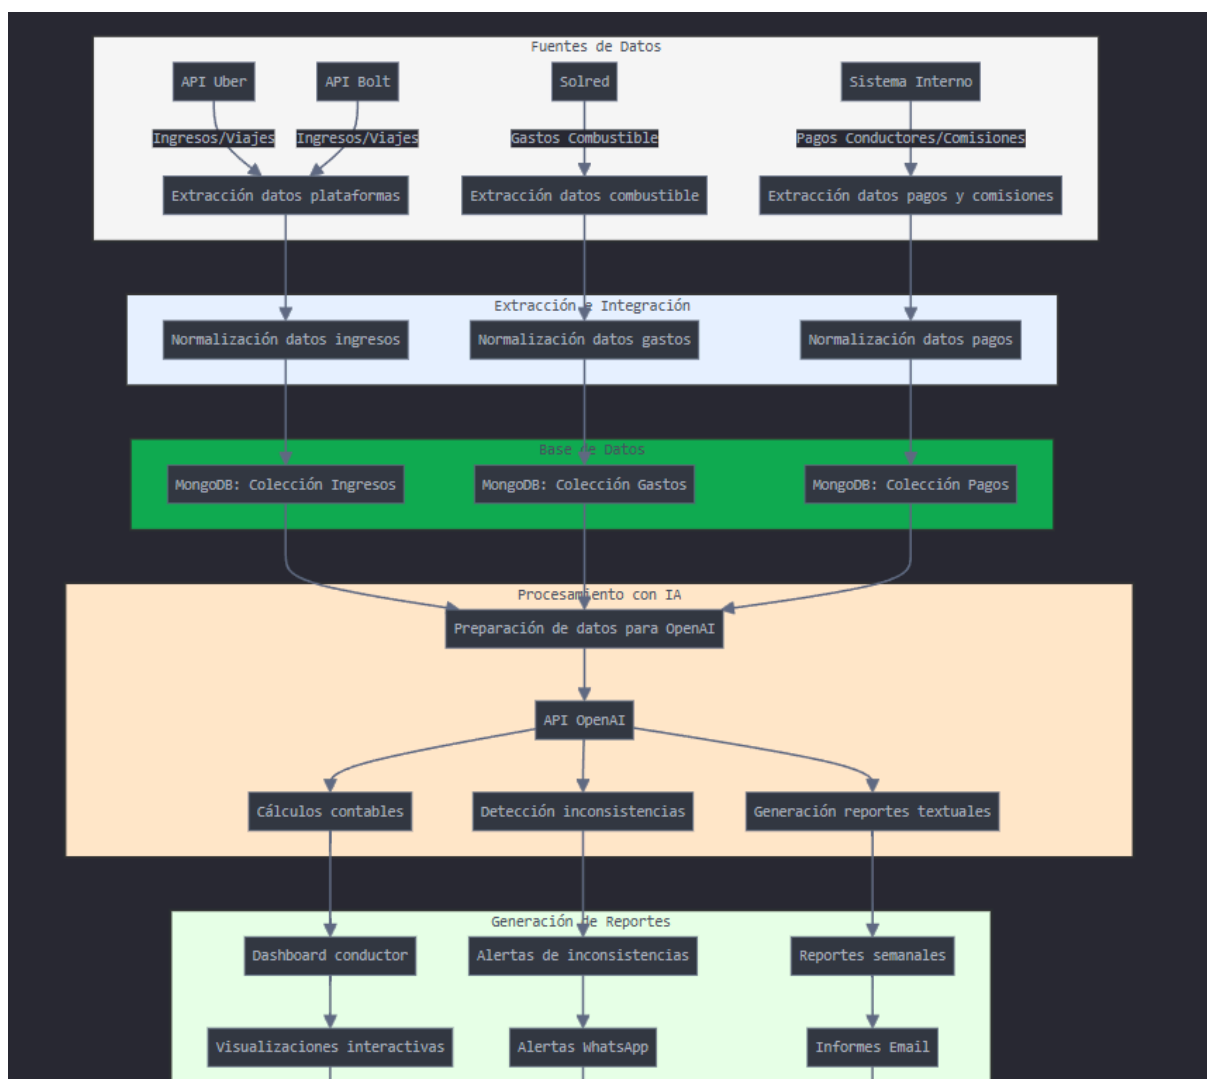 Fuentes de Datos
API Uber
API Bolt
Solred
Sistema Interno
Ingresos/Viajes
Ingresos/Viajes
Gastos Combustible
Pagos Conductores/Comisiones
Extracción datos plataformas
Extracción datos combustible
Extracción datos pagos y comisiones
Extracción e Integración
Normalización datos ingresos
Normalización datos gastos
Normalización datos pagos
Base de Datos
MongoDB: Colección Ingresos
MongoDB: Colección Gastos
MongoDB: Colección Pagos
Procesamiento con IA
Preparación de datos para OpenAI
API OpenAI
Cálculos contables
Detección inconsistencias
Generación reportes textuales
Generación de Reportes
Dashboard conductor
Alertas de inconsistencias
Reportes semanales
Visualizaciones interactivas
Alertas WhatsApp
Informes Email